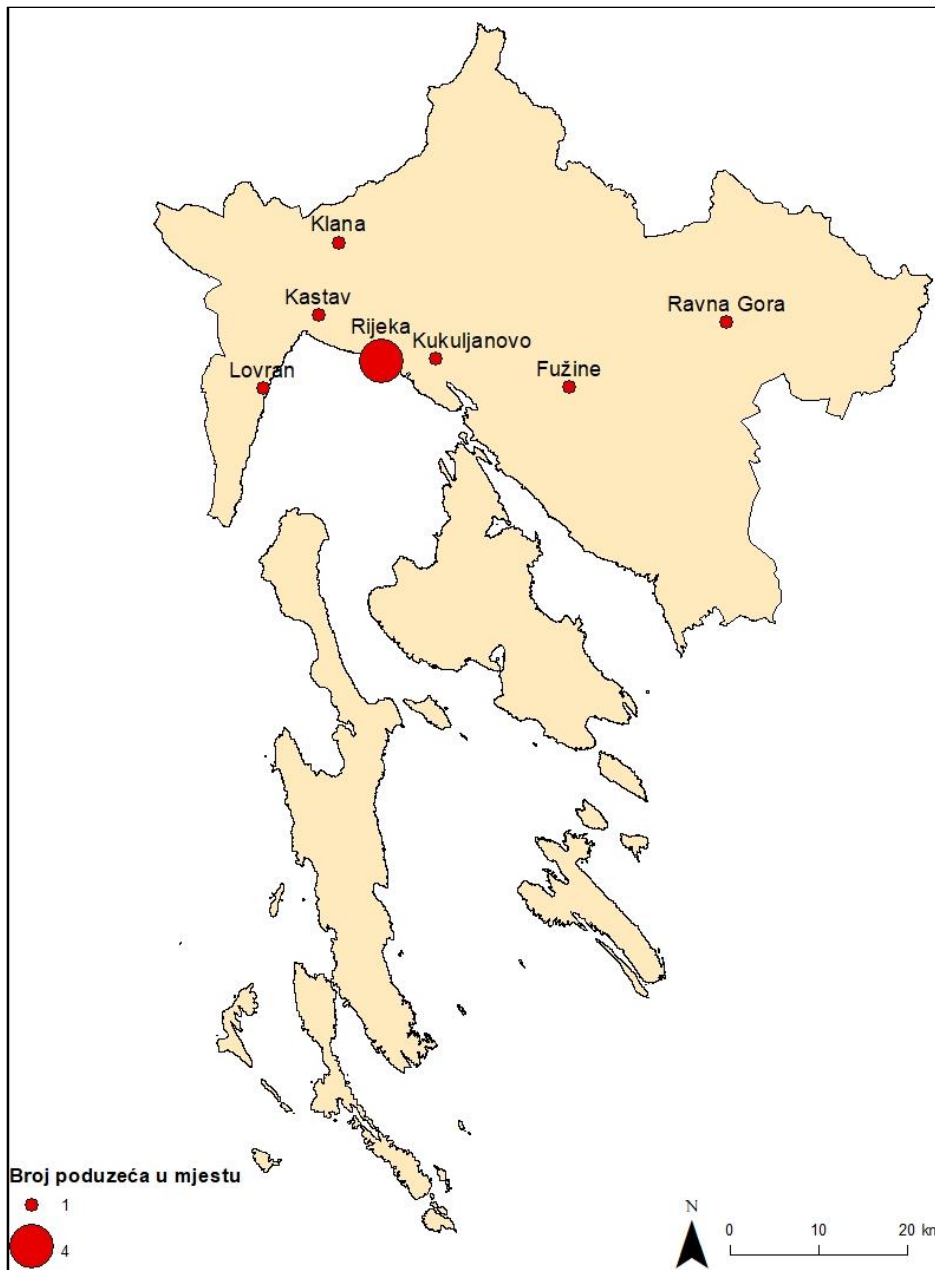 Klana
Kastav
Ravna Gora
Rijeka
Kukuljanovo
Lovran
Fužine
Broj poduzeća u mjestu
1
4
N
0 10 20 km